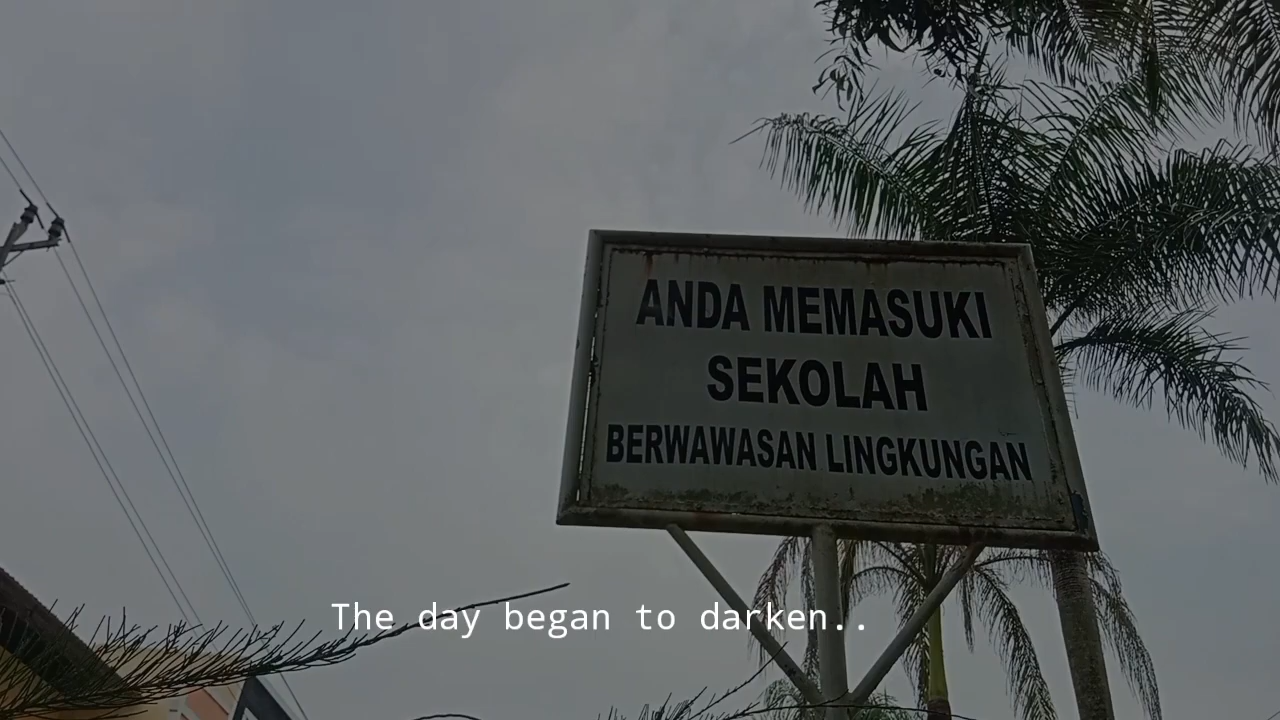 ANDA MEMASUKI
SEKOLAH
BERWAWASAN LINGKUNGAN
The day began to darken..